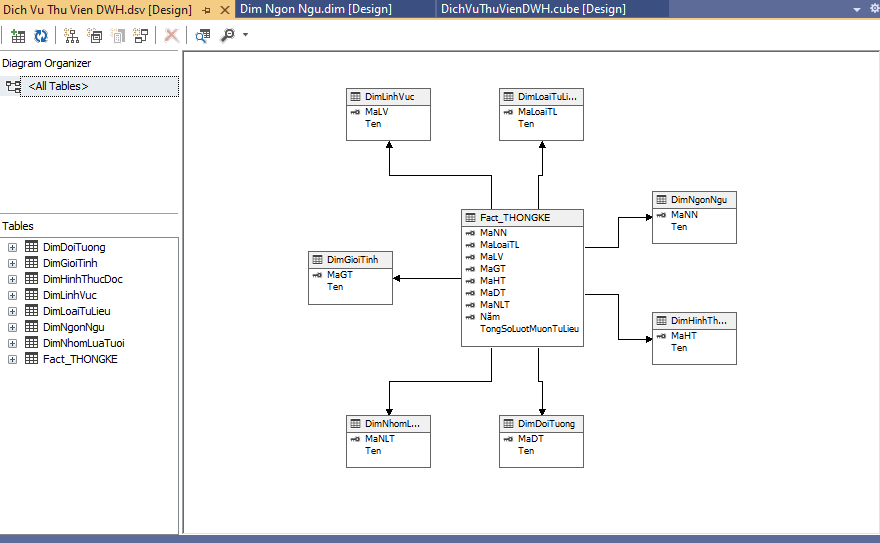 Dich Vu Thu Vien DWH.dsv [Design]
Dim Ngon Ngu.dim [Design]
DichVuThuVienDWH.cube [Design]
Diagram Organizer
<All Tables>
Tables
DimDoiTuong
DimGioiTinh
DimHinhThucDoc
DimLinhVuc
DimLoaiTuLieu
DimNgonNgu
DimNhomLuaTuoi
Fact_THONGKE
DimLinhVuc
MaLV
Ten
DimLoaiTuLi...
MaLoaiTL
Ten
DimNgonNgu
MaNN
Ten
Fact_THONGKE
MaNN
MaLoaiTL
MaLV
MaGT
MaHT
MaDT
MaNLT
Năm
TongSoLuotMuonTuLieu
DimGioiTinh
MaGT
Ten
DimHinhTh...
MaHT
Ten
DimNhomL...
MaNLT
Ten
DimDoiTuong
MaDT
Ten